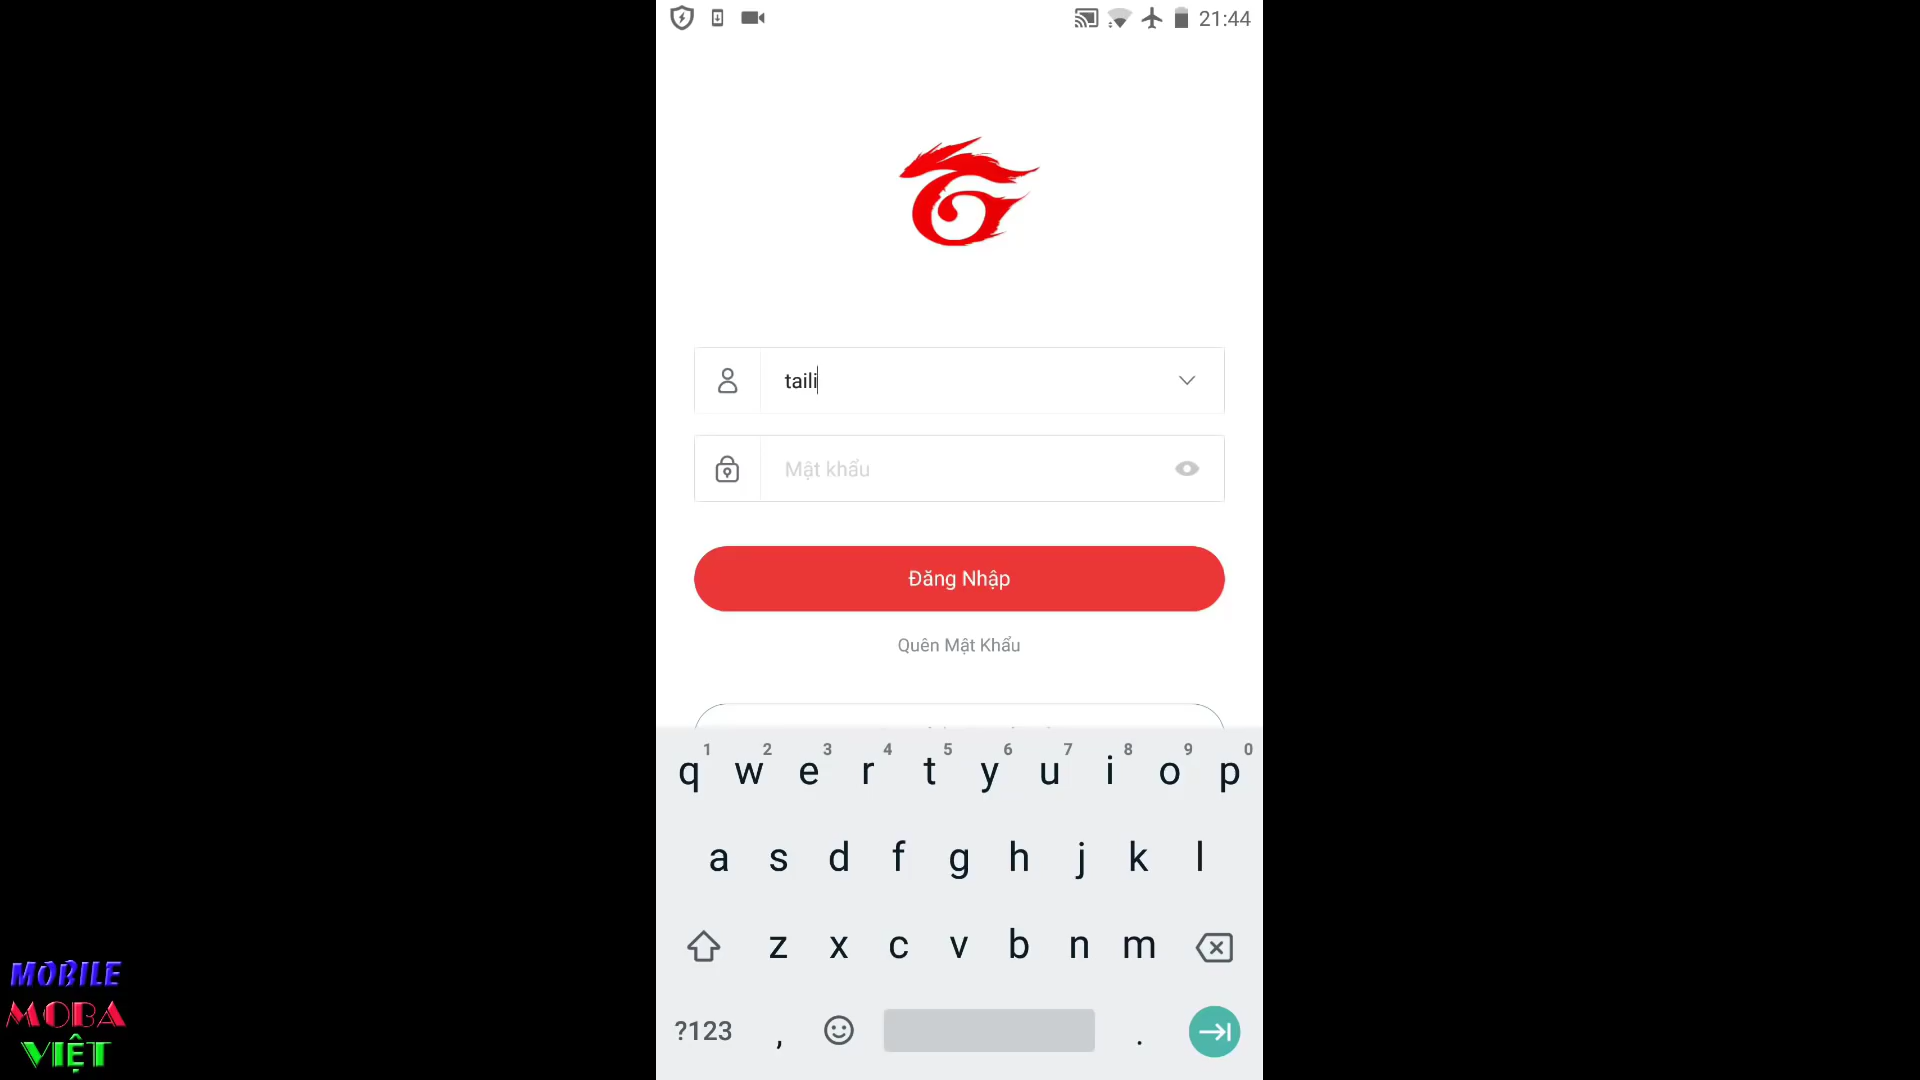 21:44
taili
Mật khẩu
Đăng Nhập
Quên Mật Khẩu
1 2 3 4 5 6 7 8 9 0
q w e r t y u i o p
a s d f g h j k l
z x c v b n m
?123 , .
MOBILE
MOBA
VIỆT